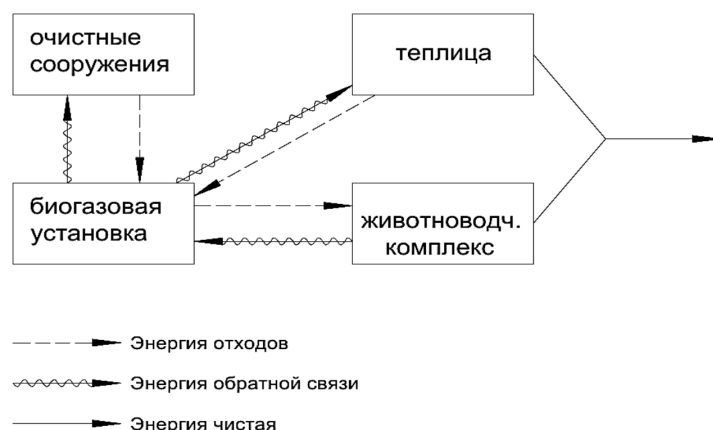 очистные
сооружения
теплица
биогазовая
установка
животноводч.
комплекс
Энергия отходов
Энергия обратной связи
Энергия чистая